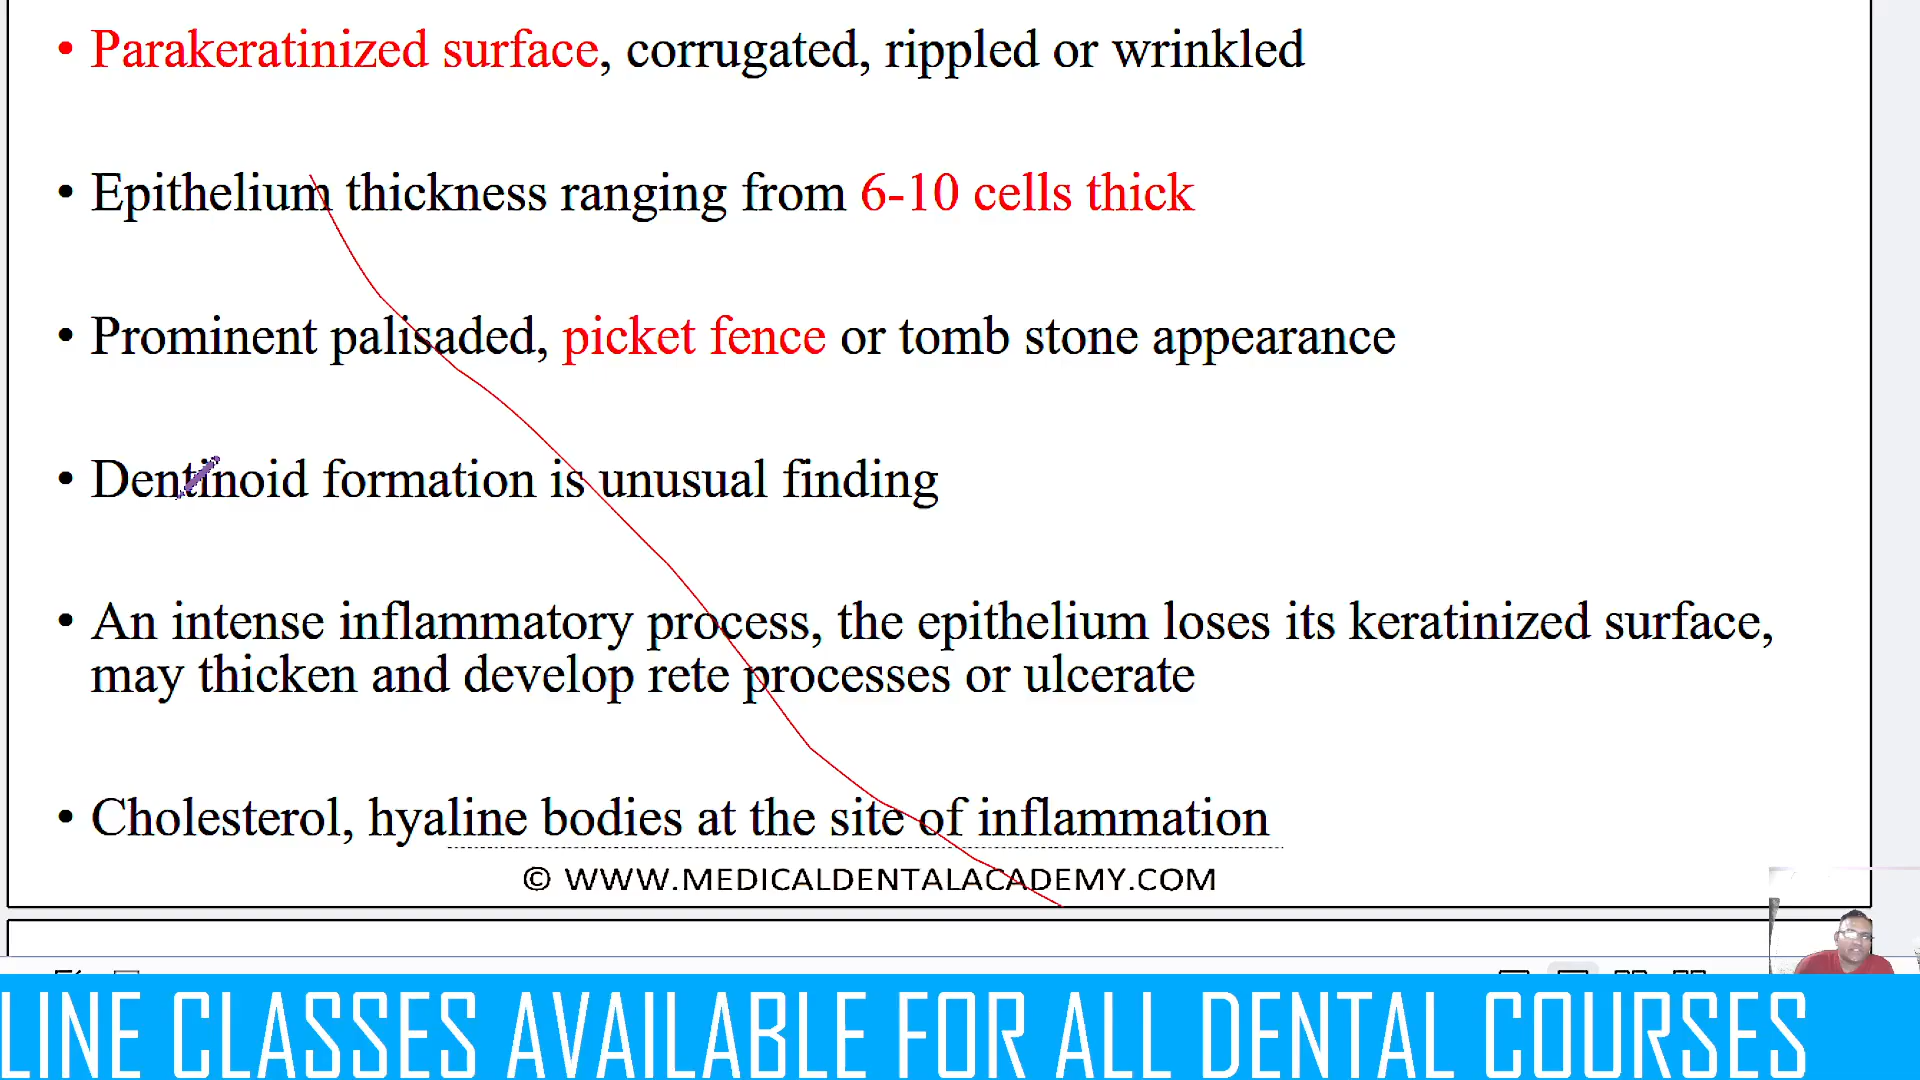 • Parakeratinized surface, corrugated, rippled or wrinkled
• Epithelium thickness ranging from 6-10 cells thick
• Prominent palisaded, picket fence or tomb stone appearance
• Dentinoid formation is unusual finding
• An intense inflammatory process, the epithelium loses its keratinized surface,
may thicken and develop rete processes or ulcerate
• Cholesterol, hyaline bodies at the site of inflammation
© WWW.MEDICALDENTALACADEMY.COM
LINE CLASSES AVAILABLE FOR ALL DENTAL COURSES